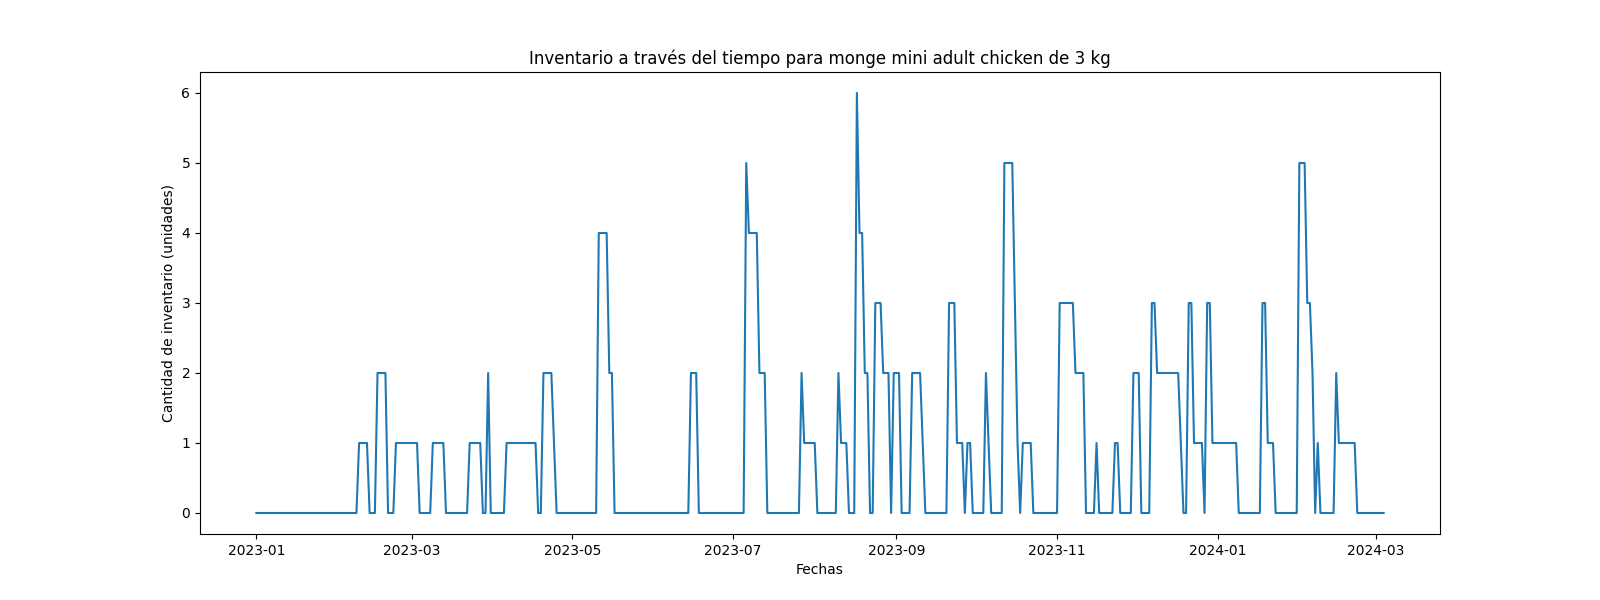 Inventario a través del tiempo para monge mini adult chicken de 3 kg
Cantidad de inventario (unidades)
6
5
4
3
2
1
0
2023-01 2023-03 2023-05 2023-07 2023-09 2023-11 2024-01 2024-03
Fechas